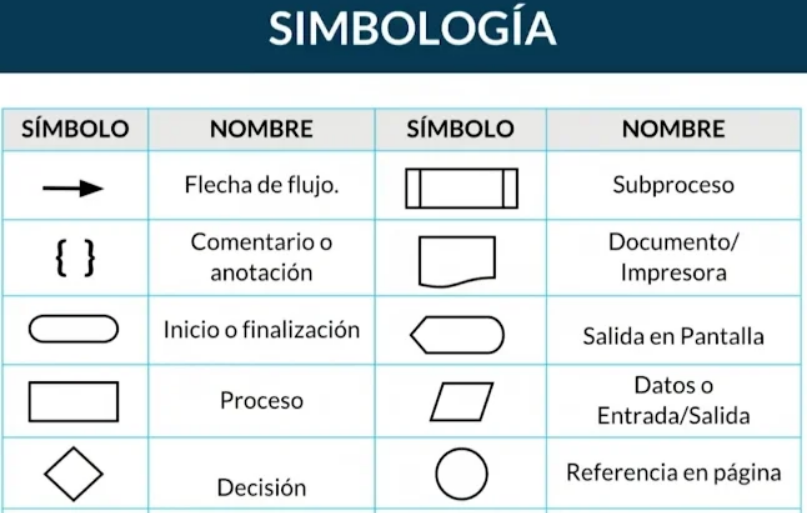 SIMBOLOGÍA
SÍMBOLO NOMBRE SÍMBOLO NOMBRE
Flecha de flujo. Subproceso
{ } Comentario o
anotación
Documento/
Impresora
Inicio o finalización Salida en Pantalla
Proceso Datos o
Entrada/Salida
Decisión Referencia en página